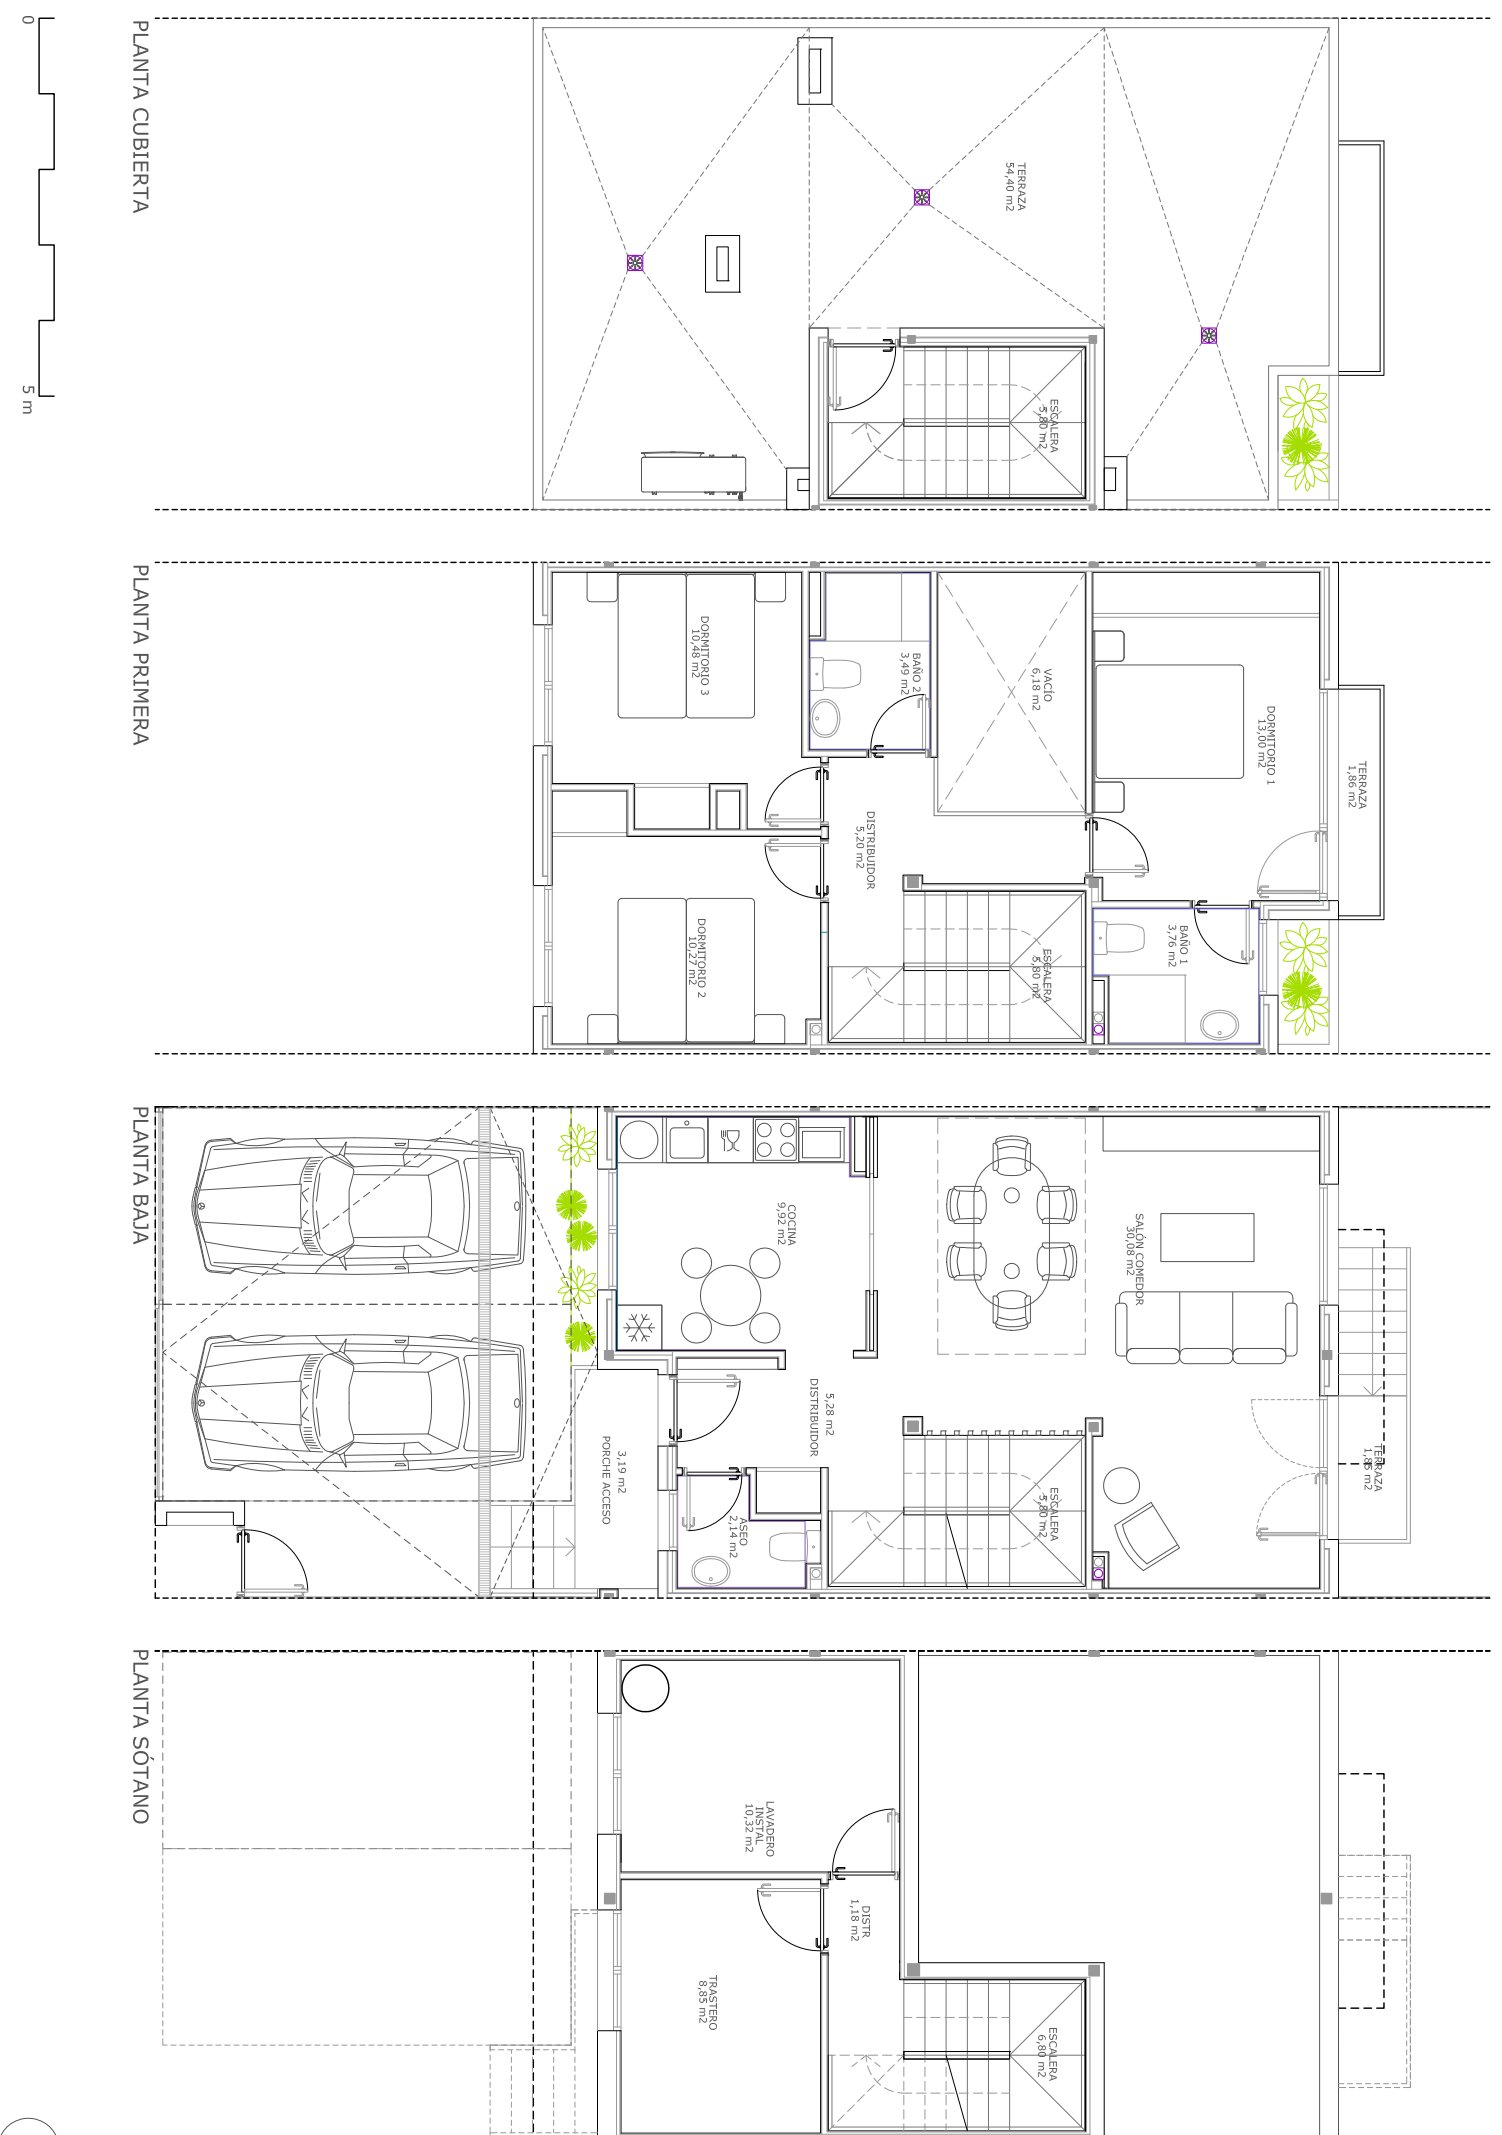 0
5 m
PLANTA CUBIERTA
TERRAZA
54,40 m2
ESCALERA
5,80 m2
PLANTA PRIMERA
DORMITORIO 3
10,48 m2
BAÑO 2
3,49 m2
VACÍO
6,18 m2
DORMITORIO 1
13,00 m2
TERRAZA
1,86 m2
DISTRIBUIDOR
5,20 m2
DORMITORIO 2
10,27 m2
ESCALERA
5,80 m2
BAÑO 1
3,76 m2
PLANTA BAJA
COCINA
9,92 m2
SALÓN COMEDOR
30,08 m2
5,28 m2
DISTRIBUIDOR
3,19 m2
PORCHE ACCESO
ASEO
2,14 m2
ESCALERA
5,80 m2
TERRAZA
1,85 m2
PLANTA SÓTANO
LAVADERO
INSTAL
10,32 m2
DISTR
1,18 m2
TRASTERO
8,85 m2
ESCALERA
6,80 m2